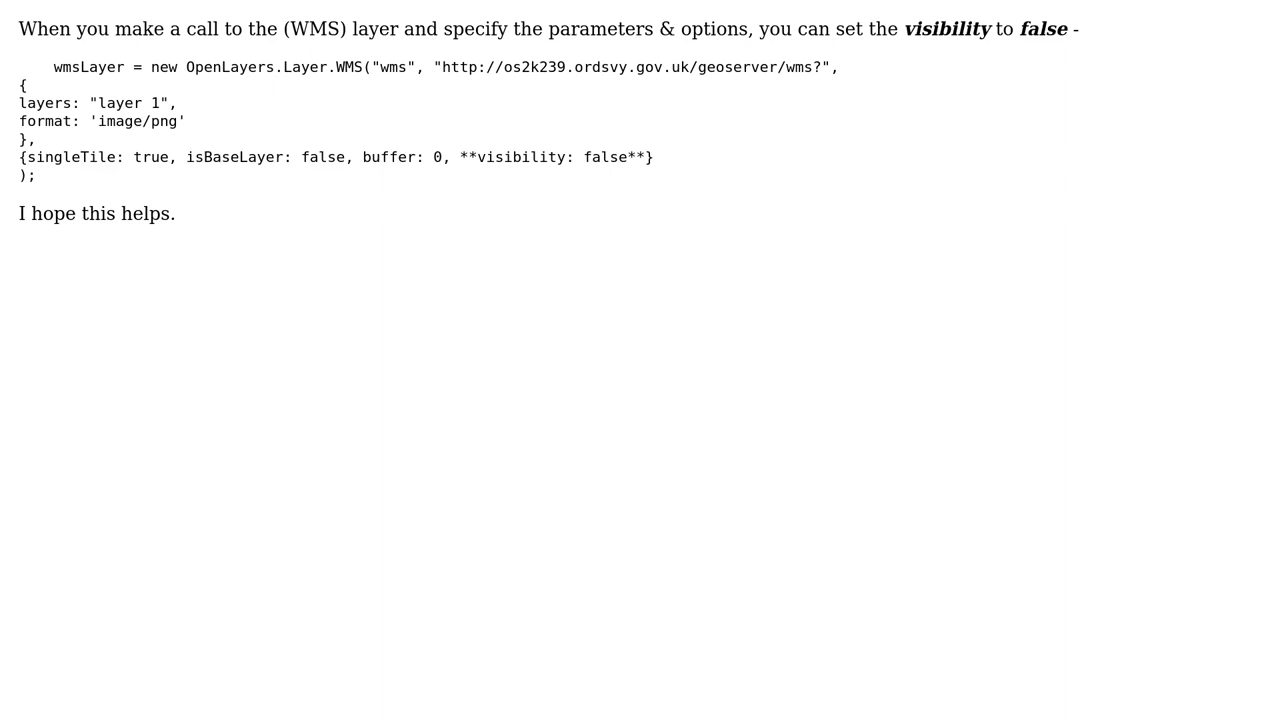 When you make a call to the (WMS) layer and specify the parameters & options, you can set the visibility to false -
wmsLayer = new OpenLayers.Layer.WMS("wms", "http://os2k239.ordsvy.gov.uk/geoserver/wms?",
{
layers: "layer 1",
format: 'image/png'
},
{singleTile: true, isBaseLayer: false, buffer: 0, **visibility: false**}
);
I hope this helps.